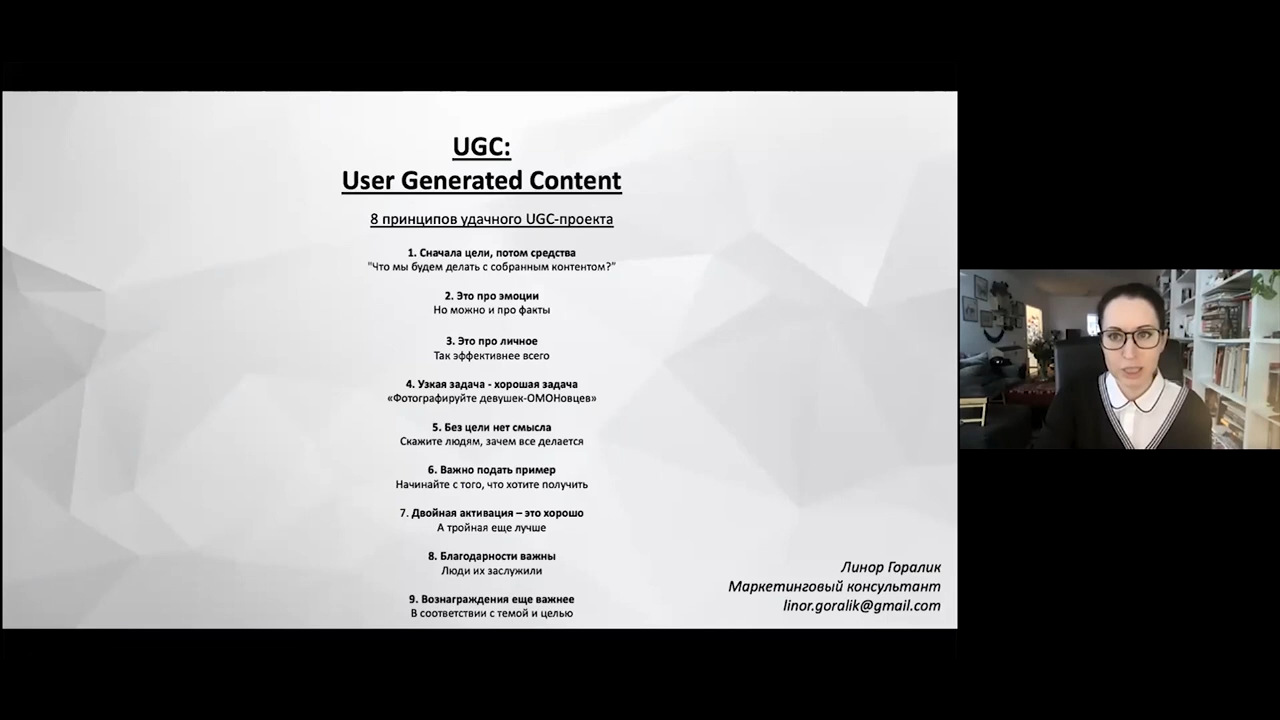 UGC:
User Generated Content
8 принципов удачного UGC-проекта
1. Сначала цели, потом средства
"Что мы будем делать с собранным контентом?"
2. Это про эмоции
Но можно и про факты
3. Это про личное
Так эффективнее всего
4. Узкая задача - хорошая задача
«Фотографируйте девушек-ОМОНовцев»
5. Без цели нет смысла
Скажите людям, зачем все делается
6. Важно подать пример
Начинайте с того, что хотите получить
7. Двойная активация – это хорошо
А тройная еще лучше
8. Благодарности важны
Люди их заслужили
9. Вознаграждения еще важнее
В соответствии с темой и целью
Линор Горалик
Маркетинговый консультант
linor.goralik@gmail.com